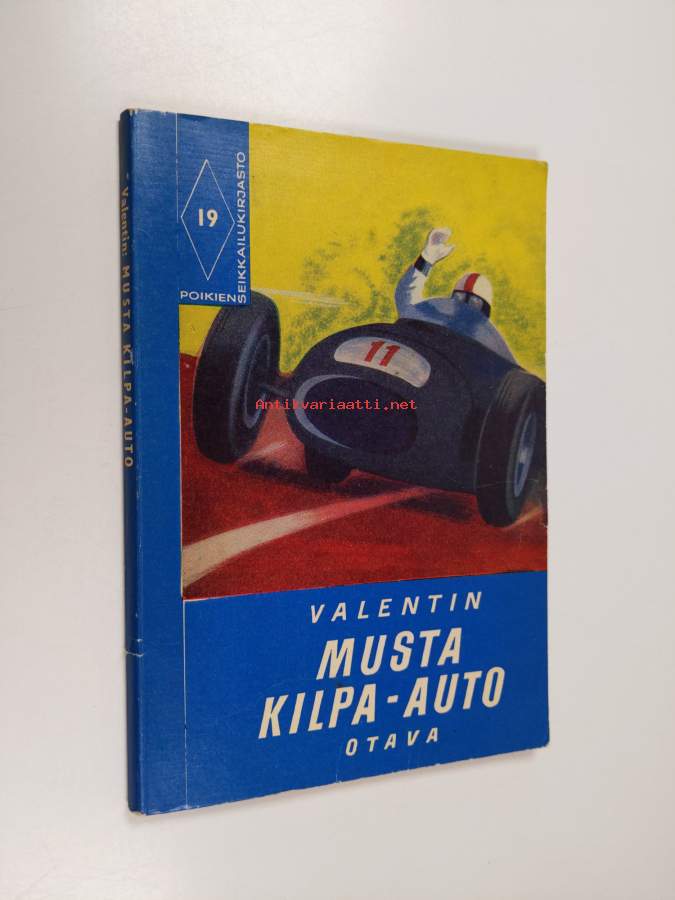 19
POIKIEN
SEIKKAILUKIRJASTO
11
Antikvariaatti.net
VALENTIN
MUSTA
KILPA-AUTO
OTAVA
Valentin: MUSTA KILPA-AUTO